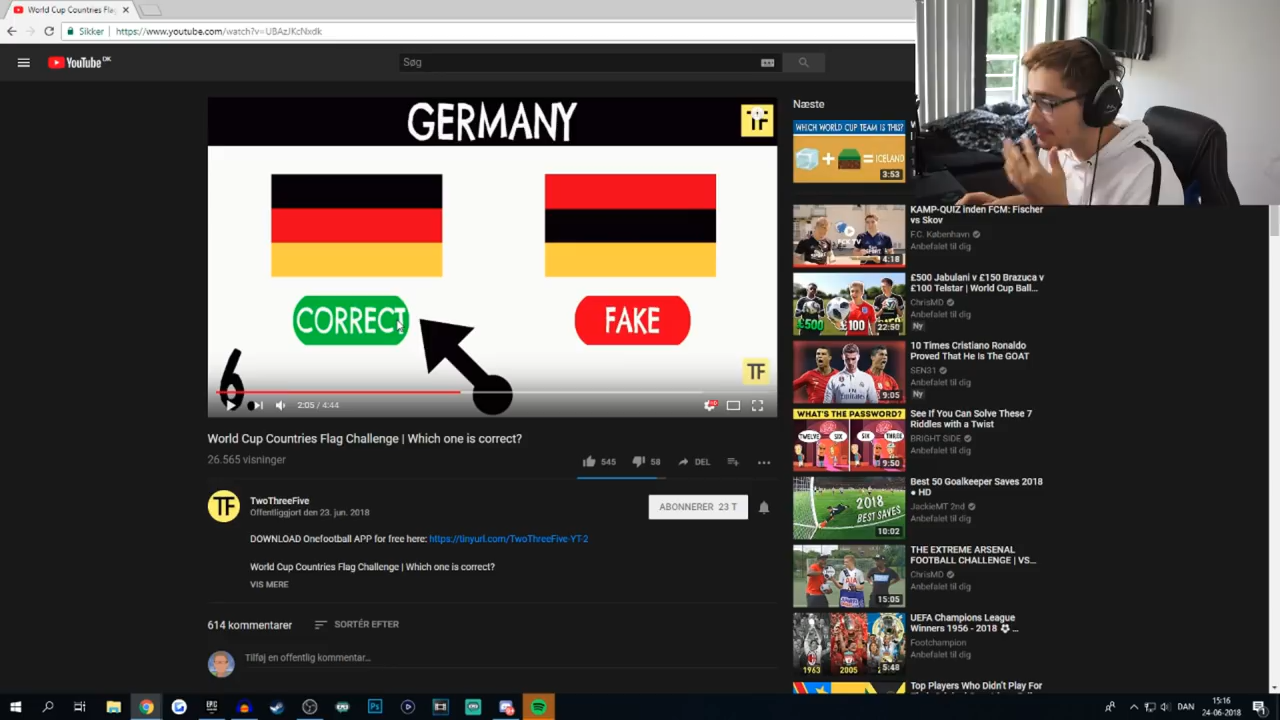 World Cup Countries Fla
Sikker
https://www.youtube.com/watch?v=UBAzJKcNxdk
YouTube DK
Søg
GERMANY
TF
CORRECT
FAKE
6
TF
2:05 / 4:44
World Cup Countries Flag Challenge | Which one is correct?
26.565 visninger
545
58
DEL
TF
TwoThreeFive
Offentliggjort den 23. jun. 2018
ABONNERER 23 T
DOWNLOAD Onefootball APP for free here: https://tinyurl.com/TwoThreeFive-YT-2
World Cup Countries Flag Challenge | Which one is correct?
VIS MERE
614 kommentarer
SORTÉR EFTER
Tilføj en offentlig kommentar...
Næste
WHICH WORLD CUP TEAM IS THIS?
= ICELAND
3:53
KAMP-QUIZ inden FCM: Fischer
vs Skov
F.C. København
Anbefalet til dig
4:18
£500 Jabulani v £150 Brazuca v
£100 Telstar | World Cup Ball...
ChrisMD
Anbefalet til dig
Ny
£500
£100
22:50
10 Times Cristiano Ronaldo
Proved That He Is THE GOAT
SEN31
Anbefalet til dig
Ny
9:05
WHAT'S THE PASSWORD?
TWELVE
SIX
SIX
THREE
9:50
See If You Can Solve These 7
Riddles with a Twist
BRIGHT SIDE
Anbefalet til dig
Best 50 Goalkeeper Saves 2018
● HD
JackieMT 2nd
Anbefalet til dig
2018
BEST SAVES
10:02
THE EXTREME ARSENAL
FOOTBALL CHALLENGE | VS...
ChrisMD
Anbefalet til dig
15:05
UEFA Champions League
Winners 1956 - 2018
Footchampion
Anbefalet til dig
1963
2005
5:48
Top Players Who Didn't Play For
DAN
15:16
24-06-2018